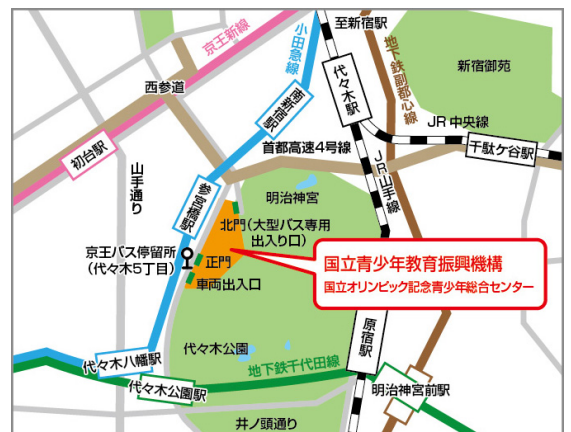 至新宿駅
京王新線
小田急線
地下鉄副都心線
新宿御苑
西参道
南新宿駅
代々木駅
JR中央線
千駄ケ谷駅
初台駅
首都高速4号線
山手通り
JR山手線
参宮橋駅
明治神宮
北門(大型バス専用
出入り口)
京王バス停留所
(代々木5丁目)
正門
車両出入口
国立青少年教育振興機構
国立オリンピック記念青少年総合センター
原宿駅
代々木公園
代々木八幡駅
地下鉄千代田線
代々木公園駅
明治神宮前駅
井ノ頭通り